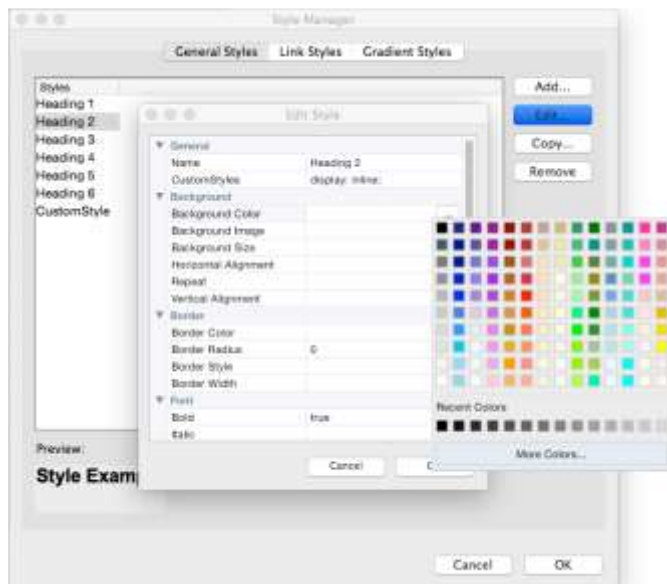 Style Manager
General Styles Link Styles Gradient Styles
Styles
Heading 1
Heading 2
Heading 3
Heading 4
Heading 5
Heading 6
CustomStyle
Add...
Edit...
Copy...
Remove
Edit Style
General
Name Heading 2
CustomStyles display: inline;
Background
Background Color
Background Image
Background Size
Horizontal Alignment
Repeat
Vertical Alignment
Border
Border Color
Border Radius 0
Border Style
Border Width
Font
Bold true
Italic
Cancel
Recent Colors
More Colors...
Preview:
Style Exam
Cancel OK